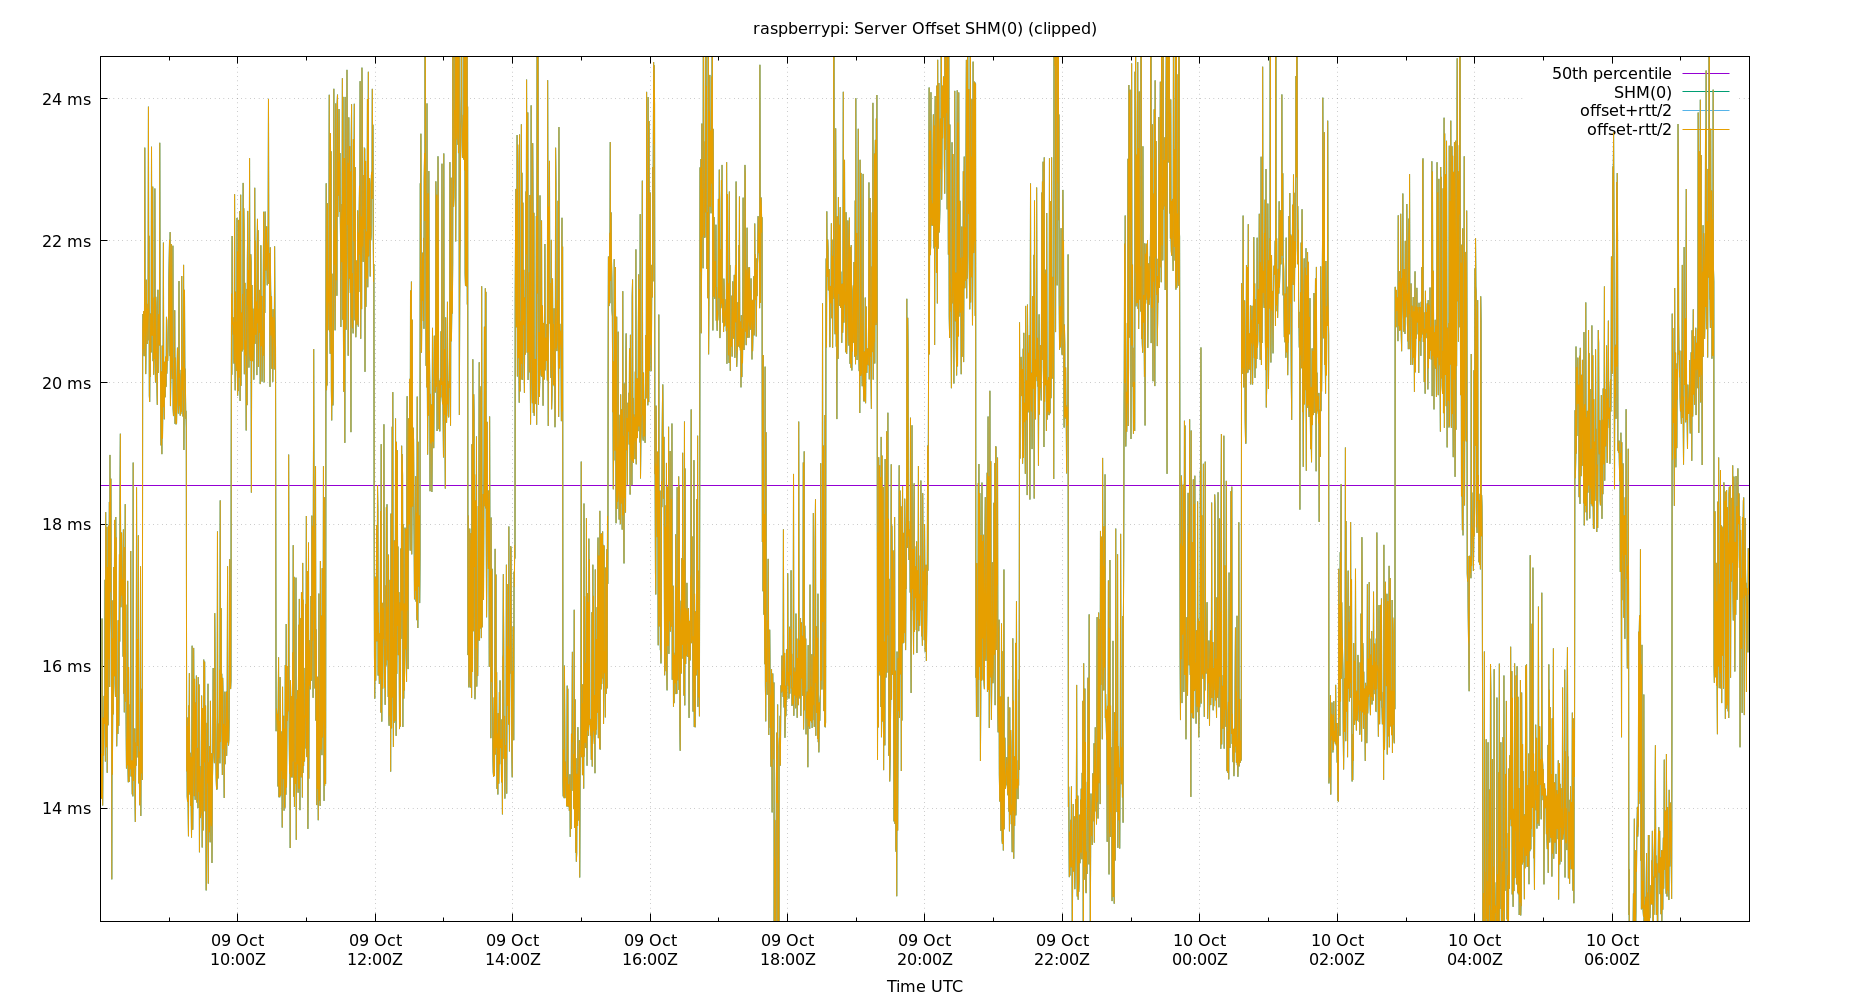 raspberrypi: Server Offset SHM(0) (clipped)
50th percentile
SHM(0)
offset+rtt/2
offset-rtt/2
24 ms
22 ms
20 ms
18 ms
16 ms
14 ms
09 Oct 09 Oct 09 Oct 09 Oct 09 Oct 09 Oct 09 Oct 10 Oct 10 Oct 10 Oct 10 Oct
10:00Z 12:00Z 14:00Z 16:00Z 18:00Z 20:00Z 22:00Z 00:00Z 02:00Z 04:00Z 06:00Z
Time UTC